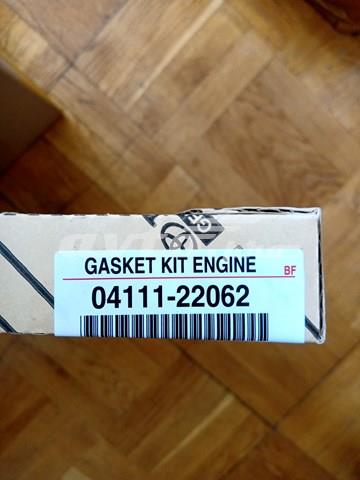 GASKET KIT ENGINE
BF
04111-22062